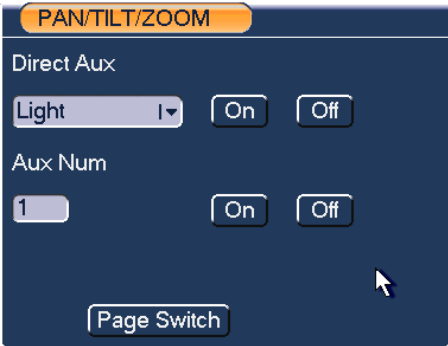 PAN/TILT/ZOOM
Direct Aux
Light On Off
Aux Num
1 On Off
Page Switch